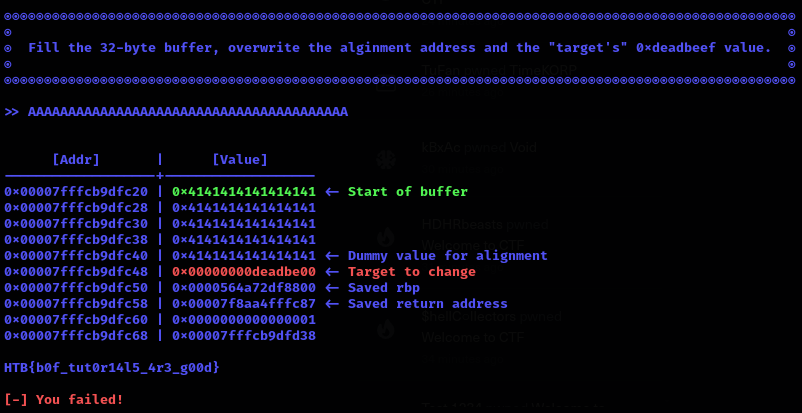 Fill the 32-byte buffer, overwrite the alginment address and the "target's" 0×deadbeef value.
>> AAAAAAAAAAAAAAAAAAAAAAAAAAAAAAAAAAAAAAAA
[Addr] | [Value]
0×00007fffcb9dfc20 | 0×4141414141414141 <- Start of buffer
0×00007fffcb9dfc28 | 0×4141414141414141
0×00007fffcb9dfc30 | 0×4141414141414141
0×00007fffcb9dfc38 | 0×4141414141414141
0×00007fffcb9dfc40 | 0×4141414141414141 <- Dummy value for alignment
0×00007fffcb9dfc48 | 0×00000000deadbe00 <- Target to change
0×00007fffcb9dfc50 | 0×0000564a72df8800 <- Saved rbp
0×00007fffcb9dfc58 | 0×00007f8aa4fffc87 <- Saved return address
0×00007fffcb9dfc60 | 0×0000000000000001
0×00007fffcb9dfc68 | 0×00007fffcb9dfd38
HTB{b0f_tut0r14l5_4r3_g00d}
[-] You failed!